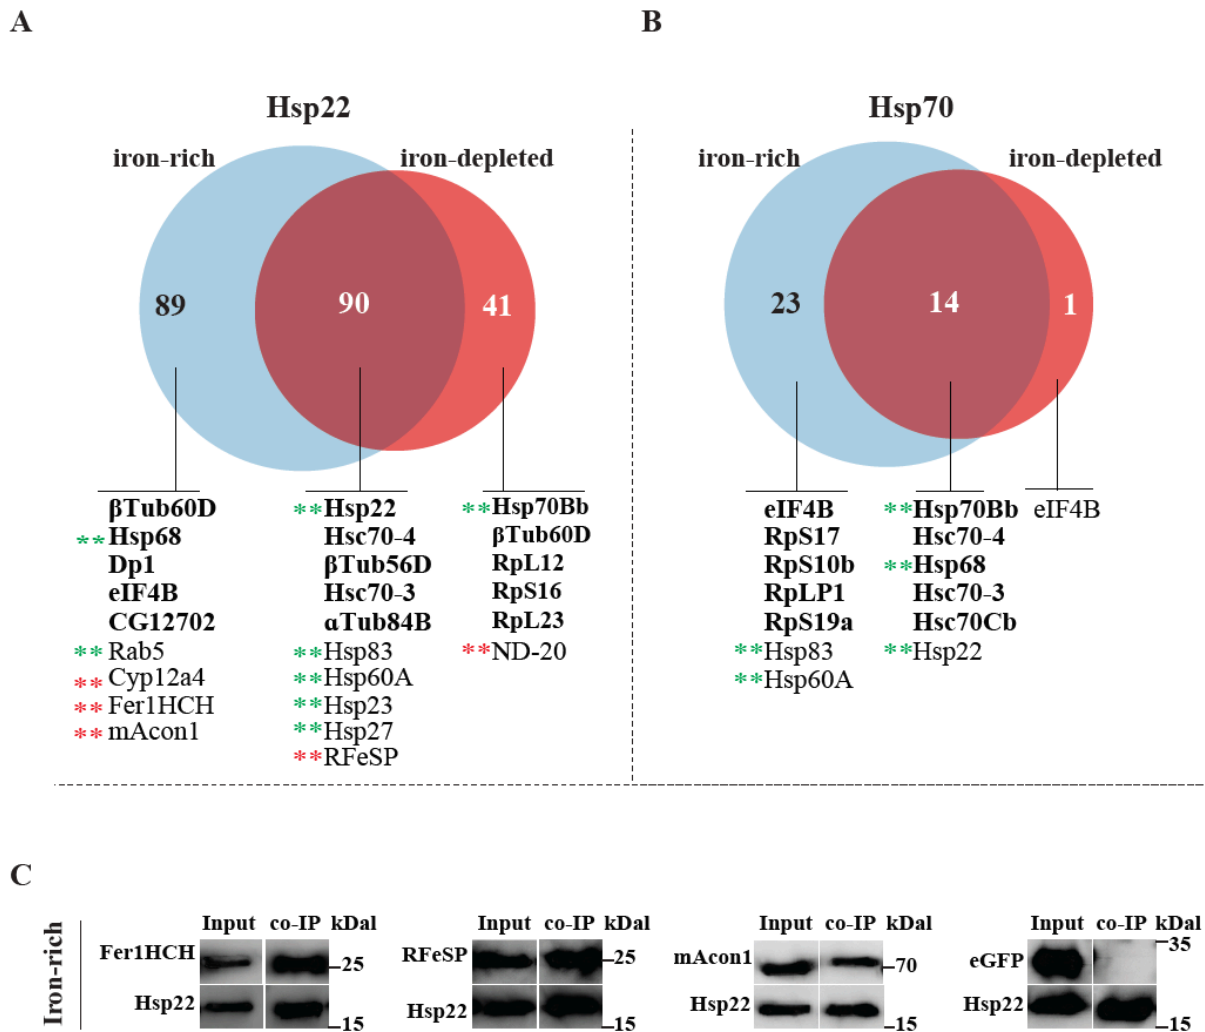 A
B
Hsp22
Hsp70
iron-rich
iron-depleted
iron-rich
iron-depleted
89
90
41
23
14
1
βTub60D
** Hsp68
Dp1
eIF4B
CG12702
** Rab5
** Cyp12a4
** Fer1HCH
** mAcon1
**Hsp22
Hsc70-4
βTub56D
Hsc70-3
αTub84B
**Hsp83
**Hsp60A
**Hsp23
**Hsp27
**RFeSP
**Hsp70Bb
βTub60D
RpL12
RpS16
RpL23
**ND-20
eIF4B
RpS17
RpS10b
RpLP1
RpS19a
**Hsp83
**Hsp60A
**Hsp70Bb
Hsc70-4
**Hsp68
Hsc70-3
Hsc70Cb
**Hsp22
eIF4B
C
Iron-rich
Input co-IP kDal
Fer1HCH
25
Hsp22
15
Input co-IP kDal
RFeSP
25
Hsp22
15
Input co-IP kDal
mAcon1
70
Hsp22
15
Input co-IP kDal
35
eGFP
Hsp22
15